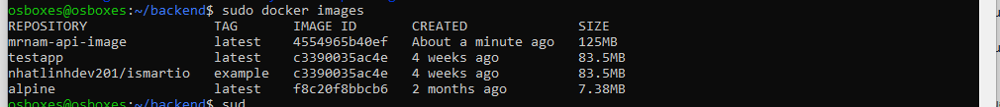 osboxes@osboxes:~/backend$ sudo docker images
REPOSITORY TAG IMAGE ID CREATED SIZE
mrnam-api-image latest 4554965b40ef About a minute ago 125MB
testapp latest c3390035ac4e 4 weeks ago 83.5MB
nhatlinhdev201/ismartio example c3390035ac4e 4 weeks ago 83.5MB
alpine latest f8c20f8bbcb6 2 months ago 7.38MB
osboxes@osboxes:~/backend$ sud